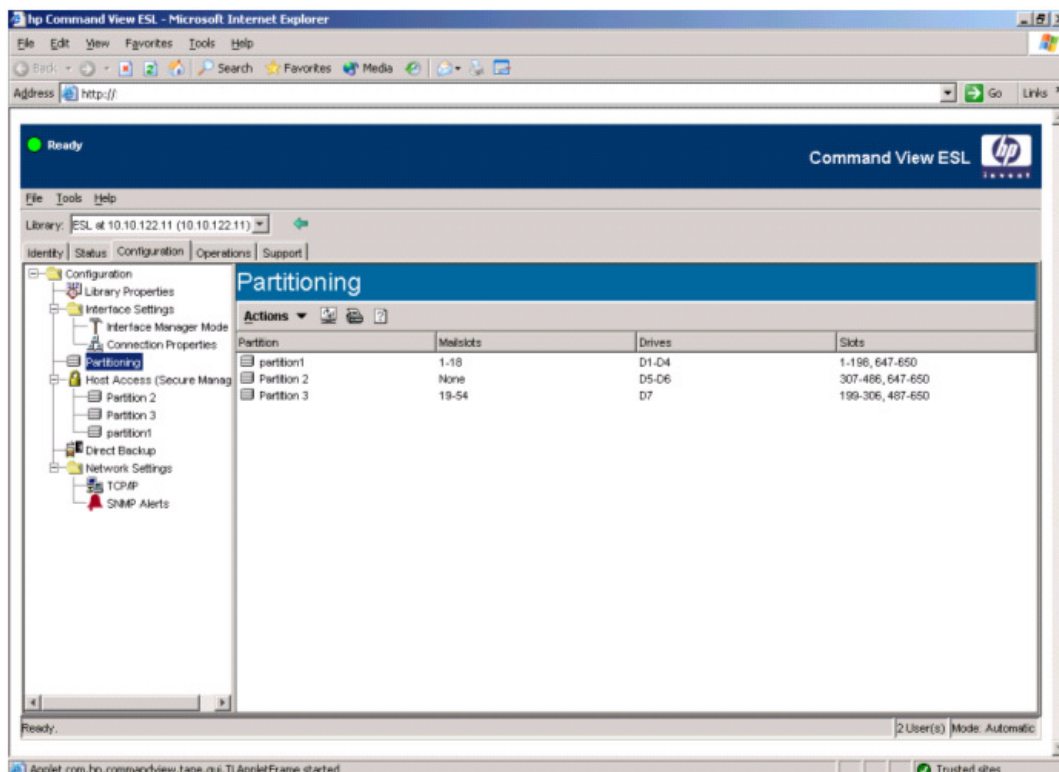 hp Command View ESL - Microsoft Internet Explorer
File Edit View Favorites Tools Help
Back Search Favorites Media
Address http:// Go Links
Ready
Command View ESL
hp
invent
File Tools Help
Library: ESL at 10.10.122.11 (10.10.122.11)
Identity Status Configuration Operations Support
Configuration
Library Properties
Interface Settings
Interface Manager Mode
Connection Properties
Partitioning
Host Access (Secure Manag
Partition 2
Partition 3
partition1
Direct Backup
Network Settings
TCP/IP
SNMP Alerts
Partitioning
Actions
Partition Mailslots Drives Slots
partition1 1-18 D1-D4 1-198, 647-650
Partition 2 None D5-D6 307-486, 647-650
Partition 3 19-54 D7 199-306, 487-650
Ready. 2 User(s) Mode: Automatic
Applet com.hp.commandview.tape.gui.TLAppletFrame started Trusted sites